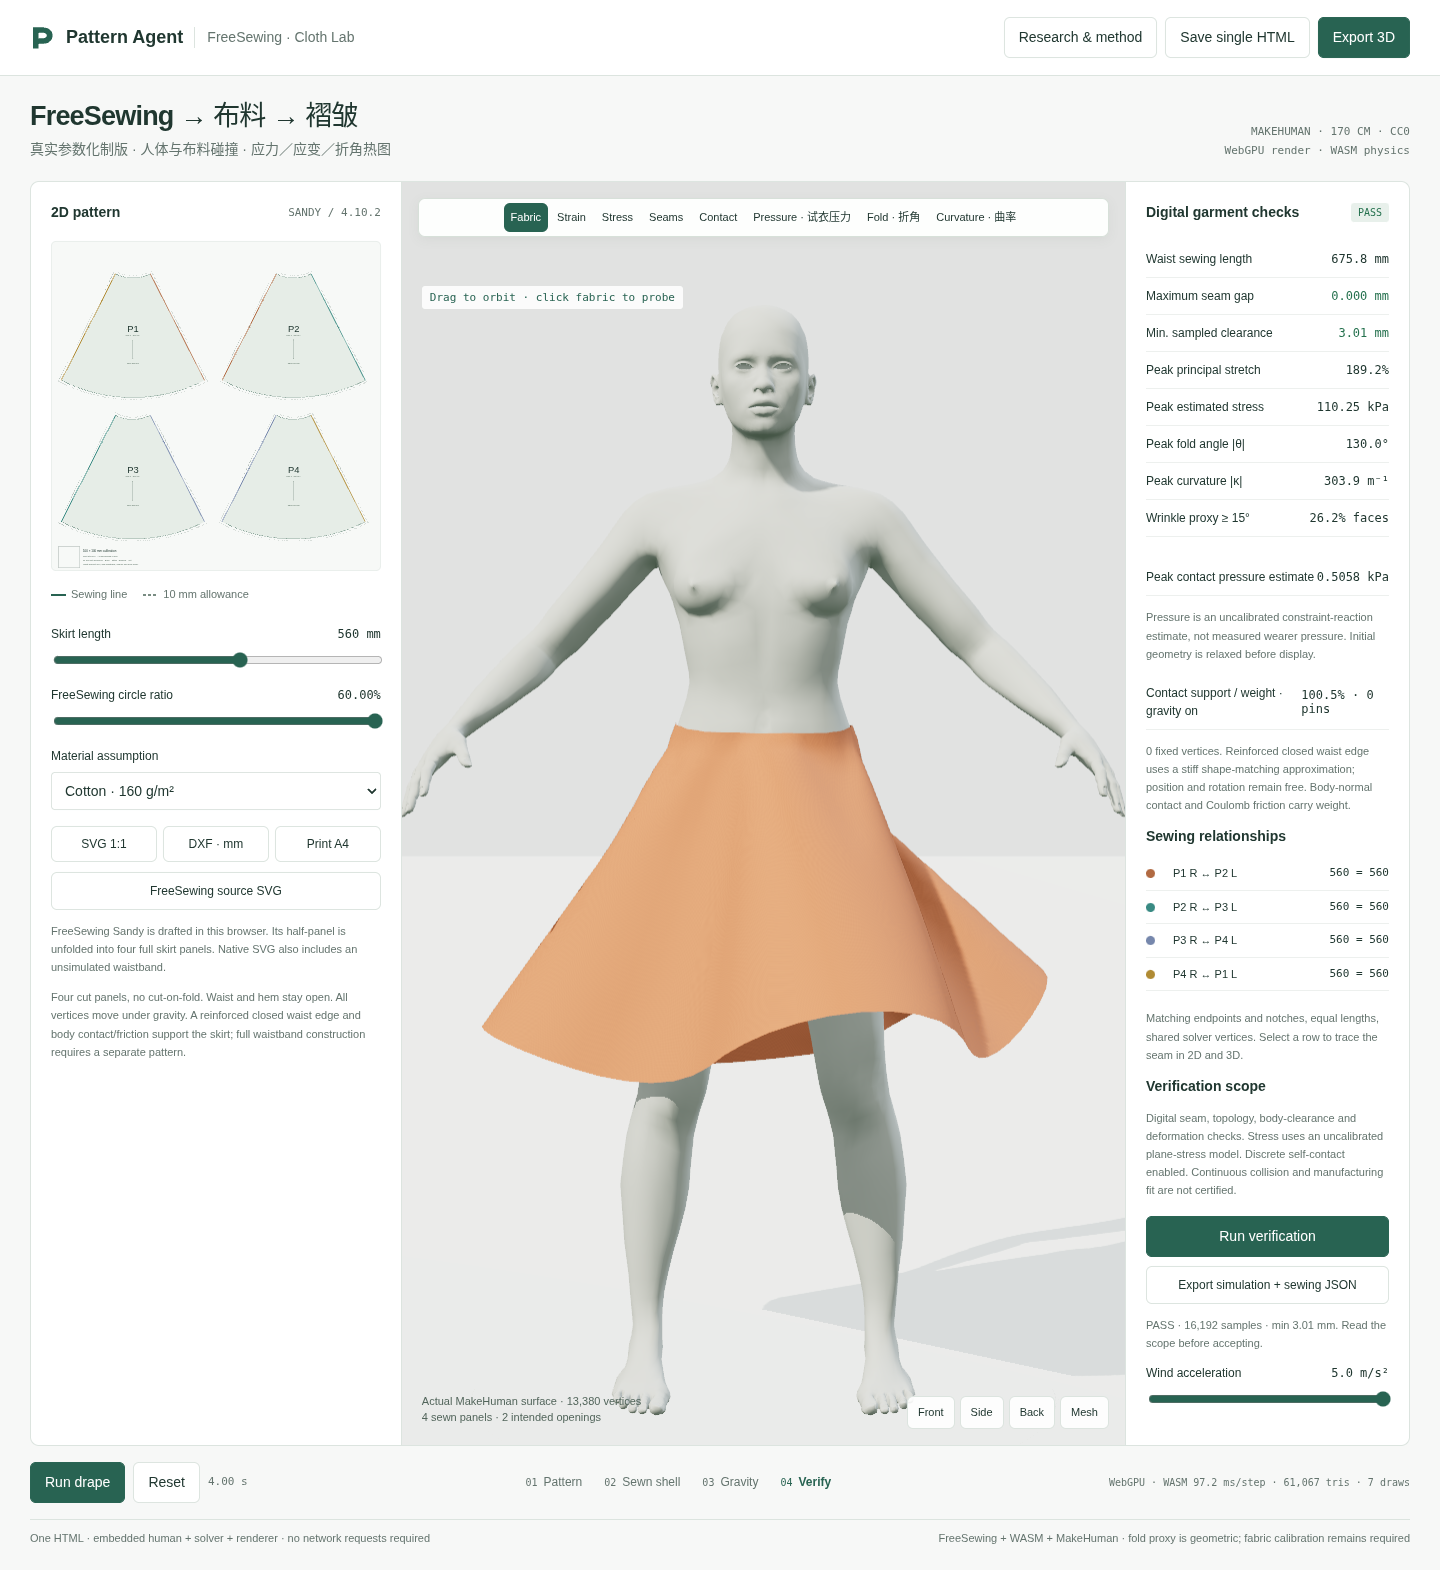 Pattern Agent
FreeSewing · Cloth Lab
Research & method
Save single HTML
Export 3D
FreeSewing → 布料 → 褶皱
真实参数化制版 · 人体与布料碰撞 · 应力／应变／折角热图
MAKEHUMAN · 170 CM · CC0
WebGPU render · WASM physics
2D pattern
SANDY / 4.10.2
P1
P2
P3
P4
Sewing line
10 mm allowance
Skirt length
560 mm
FreeSewing circle ratio
60.00%
Material assumption
Cotton · 160 g/m²
SVG 1:1
DXF · mm
Print A4
FreeSewing source SVG
FreeSewing Sandy is drafted in this browser. Its half-panel is
unfolded into four full skirt panels. Native SVG also includes an
unsimulated waistband.
Four cut panels, no cut-on-fold. Waist and hem stay open. All
vertices move under gravity. A reinforced closed waist edge and
body contact/friction support the skirt; full waistband construction
requires a separate pattern.
Fabric
Strain
Stress
Seams
Contact
Pressure · 试衣压力
Fold · 折角
Curvature · 曲率
Drag to orbit · click fabric to probe
Actual MakeHuman surface · 13,380 vertices
4 sewn panels · 2 intended openings
Front
Side
Back
Mesh
Digital garment checks
PASS
Waist sewing length
675.8 mm
Maximum seam gap
0.000 mm
Min. sampled clearance
3.01 mm
Peak principal stretch
189.2%
Peak estimated stress
110.25 kPa
Peak fold angle |θ|
130.0°
Peak curvature |κ|
303.9 m⁻¹
Wrinkle proxy ≥ 15°
26.2% faces
Peak contact pressure estimate
0.5058 kPa
Pressure is an uncalibrated constraint-reaction
estimate, not measured wearer pressure. Initial
geometry is relaxed before display.
Contact support / weight ·
gravity on
100.5% · 0
pins
0 fixed vertices. Reinforced closed waist edge
uses a stiff shape-matching approximation;
position and rotation remain free. Body-normal
contact and Coulomb friction carry weight.
Sewing relationships
P1 R ↔ P2 L
560 = 560
P2 R ↔ P3 L
560 = 560
P3 R ↔ P4 L
560 = 560
P4 R ↔ P1 L
560 = 560
Matching endpoints and notches, equal lengths,
shared solver vertices. Select a row to trace the
seam in 2D and 3D.
Verification scope
Digital seam, topology, body-clearance and
deformation checks. Stress uses an uncalibrated
plane-stress model. Discrete self-contact
enabled. Continuous collision and manufacturing
fit are not certified.
Run verification
Export simulation + sewing JSON
PASS · 16,192 samples · min 3.01 mm. Read the
scope before accepting.
Wind acceleration
5.0 m/s²
Run drape
Reset
4.00 s
01 Pattern
02 Sewn shell
03 Gravity
04 Verify
WebGPU · WASM 97.2 ms/step · 61,067 tris · 7 draws
One HTML · embedded human + solver + renderer · no network requests required
FreeSewing + WASM + MakeHuman · fold proxy is geometric; fabric calibration remains required